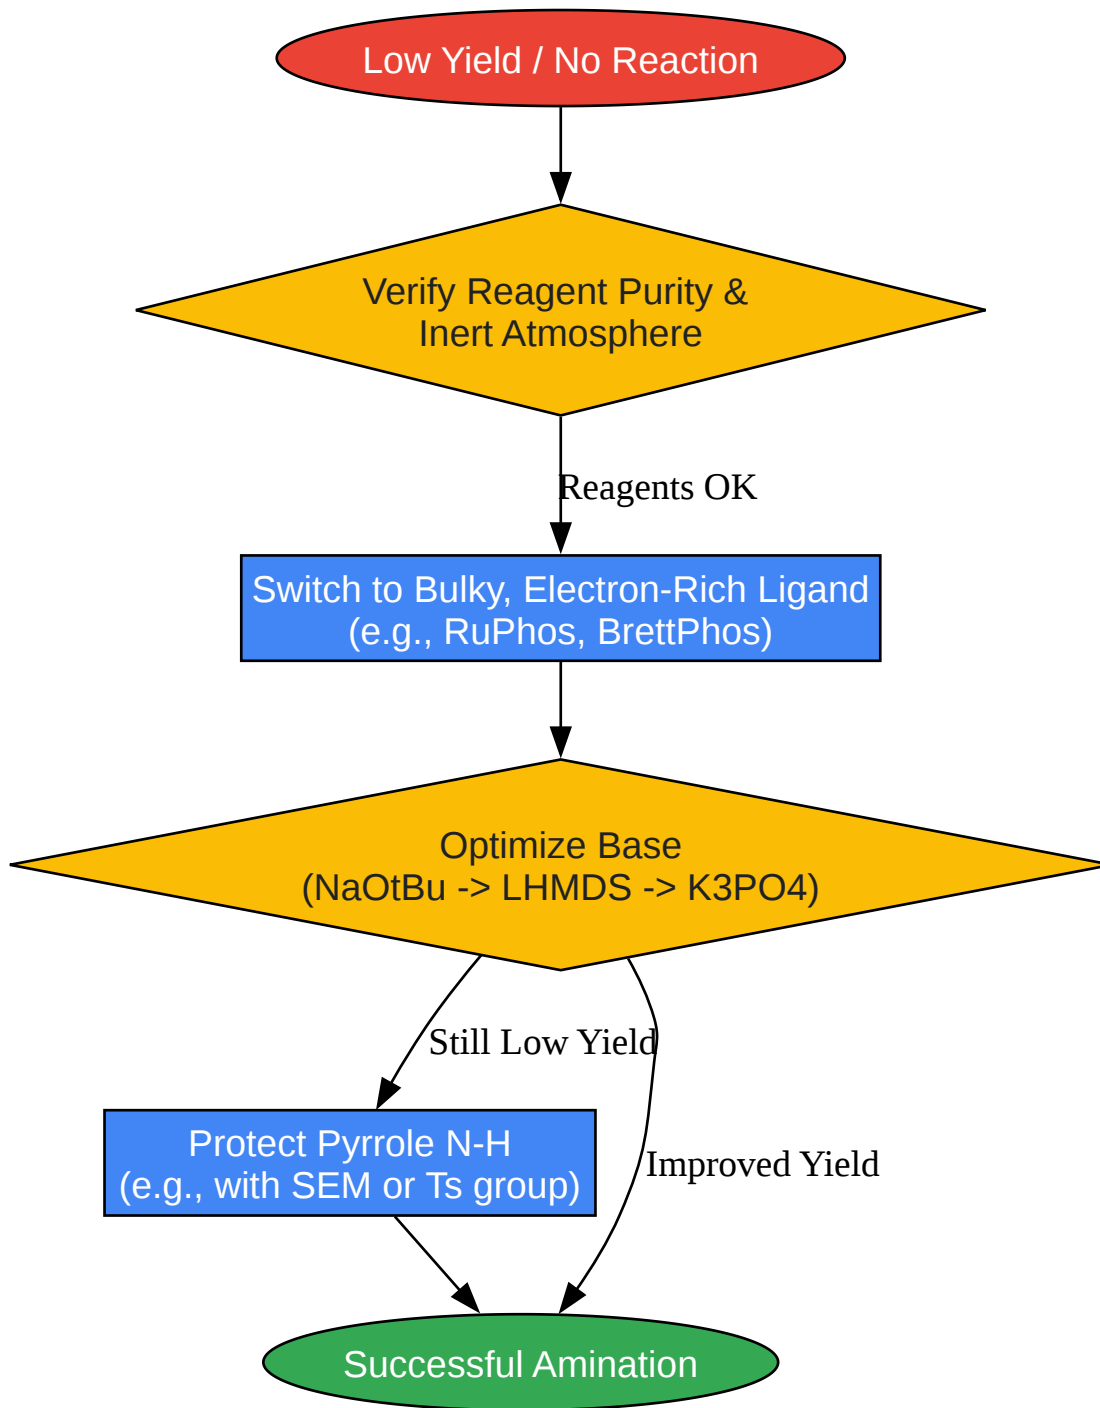 Low Yield / No Reaction
Verify Reagent Purity &
Inert Atmosphere
Reagents OK
Switch to Bulky, Electron-Rich Ligand
(e.g., RuPhos, BrettPhos)
Optimize Base
(NaOtBu -> LHMDS -> K3PO4)
Still Low Yield
Protect Pyrrole N-H
(e.g., with SEM or Ts group)
Improved Yield
Successful Amination